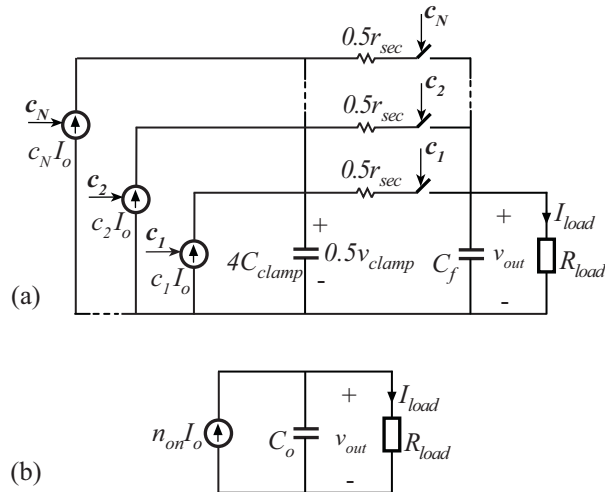 c_N
0.5r_sec
c_N
c_N I_o
0.5r_sec
c_2
c_2
c_2 I_o
0.5r_sec
c_1
c_1
c_1 I_o
+
4C_clamp
0.5v_clamp
-
C_f
+
v_out
-
I_load
R_load
(a)
n_on I_o
C_o
+
v_out
-
I_load
R_load
(b)